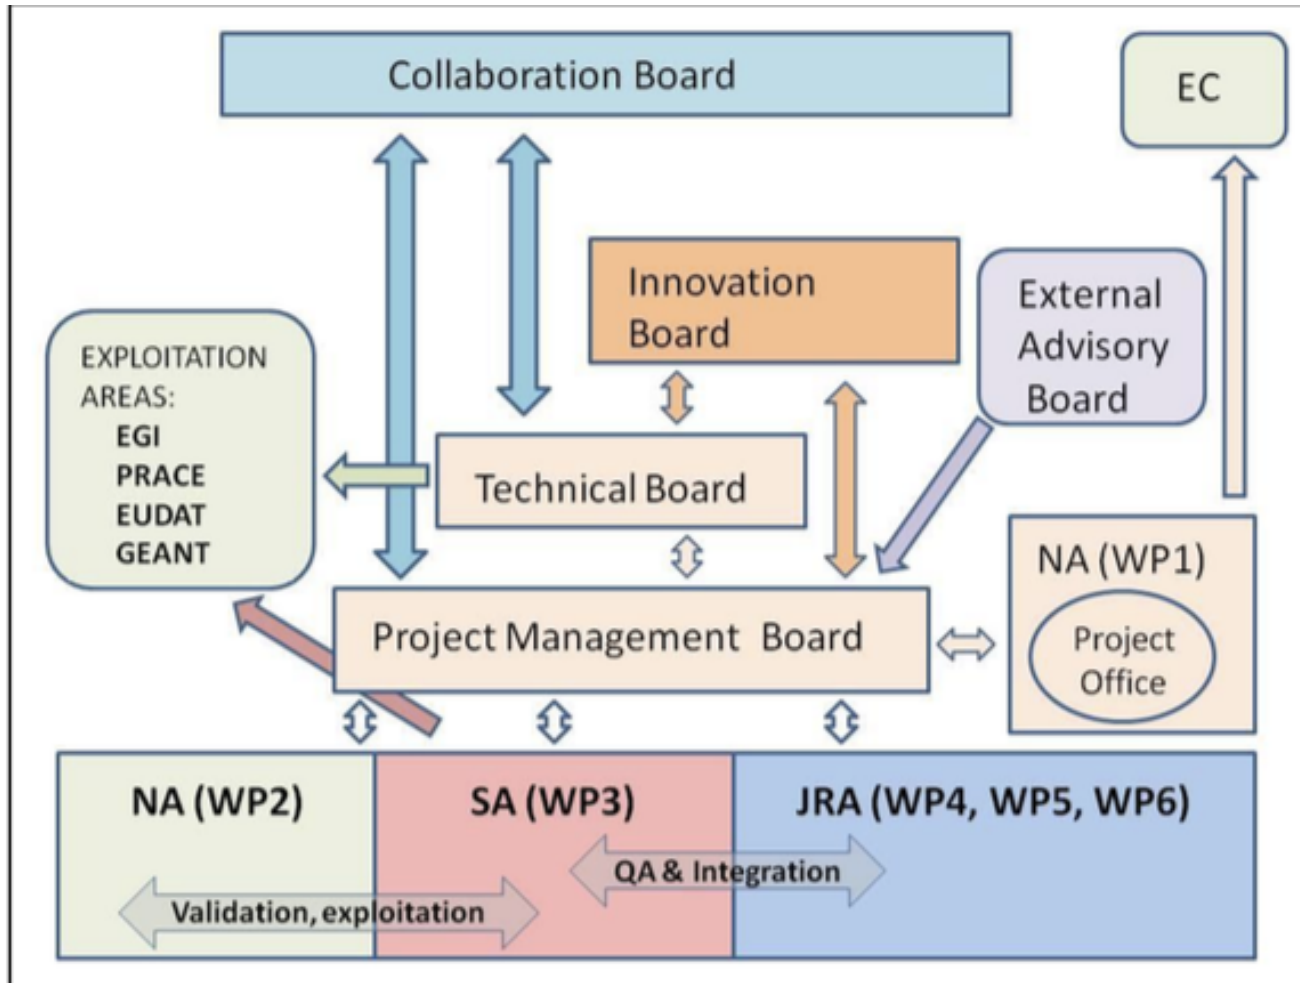 Collaboration Board
EC
Innovation
Board
External
Advisory
Board
EXPLOITATION
AREAS:
EGI
PRACE
EUDAT
GEANT
Technical Board
NA (WP1)
Project
Office
Project Management Board
NA (WP2)
SA (WP3)
JRA (WP4, WP5, WP6)
QA & Integration
Validation, exploitation